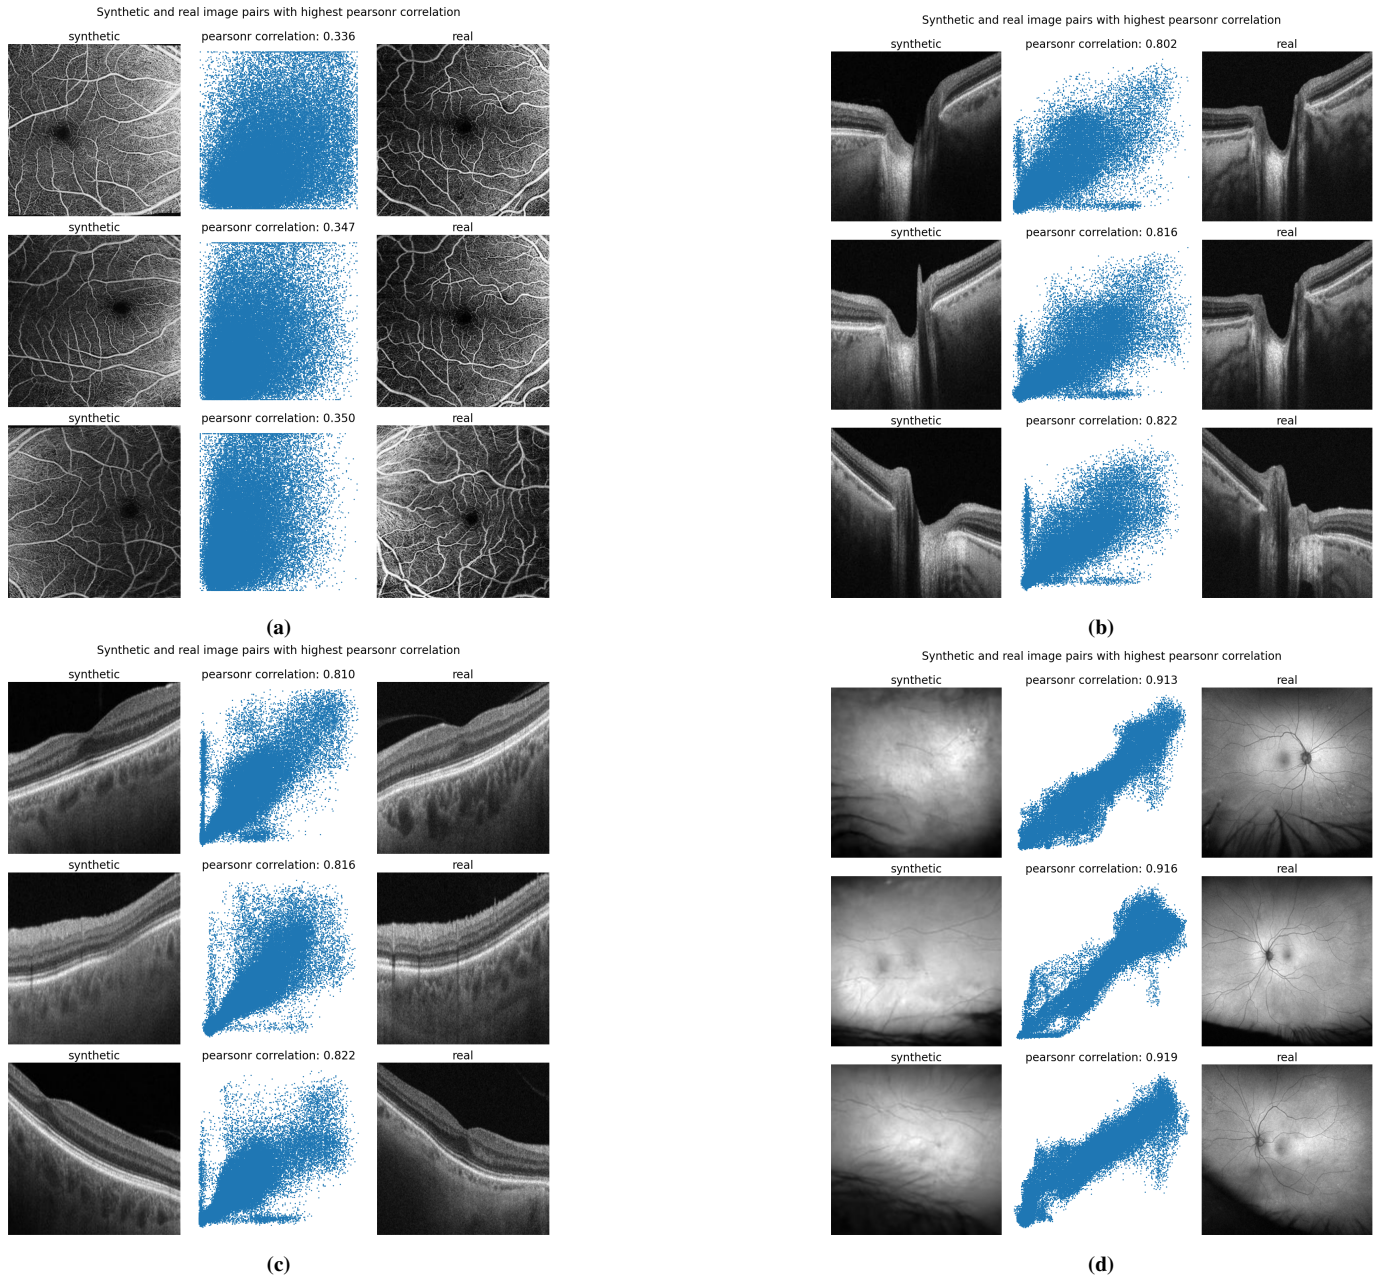 Synthetic and real image pairs with highest pearsonr correlation
synthetic
pearsonr correlation: 0.336
real
synthetic
pearsonr correlation: 0.347
real
synthetic
pearsonr correlation: 0.350
real
(a)
Synthetic and real image pairs with highest pearsonr correlation
synthetic
pearsonr correlation: 0.802
real
synthetic
pearsonr correlation: 0.816
real
synthetic
pearsonr correlation: 0.822
real
(b)
Synthetic and real image pairs with highest pearsonr correlation
synthetic
pearsonr correlation: 0.810
real
synthetic
pearsonr correlation: 0.816
real
synthetic
pearsonr correlation: 0.822
real
(c)
Synthetic and real image pairs with highest pearsonr correlation
synthetic
pearsonr correlation: 0.913
real
synthetic
pearsonr correlation: 0.916
real
synthetic
pearsonr correlation: 0.919
real
(d)